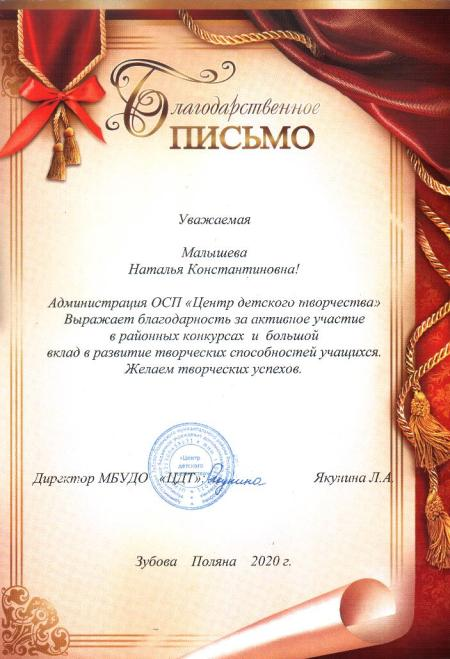 Благодарственное
ПИСЬМО
Уважаемая
Малышева
Наталья Константиновна!
Администрация ОСП «Центр детского творчества»
Выражает благодарность за активное участие
в районных конкурсах и большой
вклад в развитие творческих способностей учащихся.
Желаем творческих успехов.
«Центр
детского
Директор МБУДО «ЦДТ» Якунина Якунина Л.А.
Зубова Поляна 2020 г.